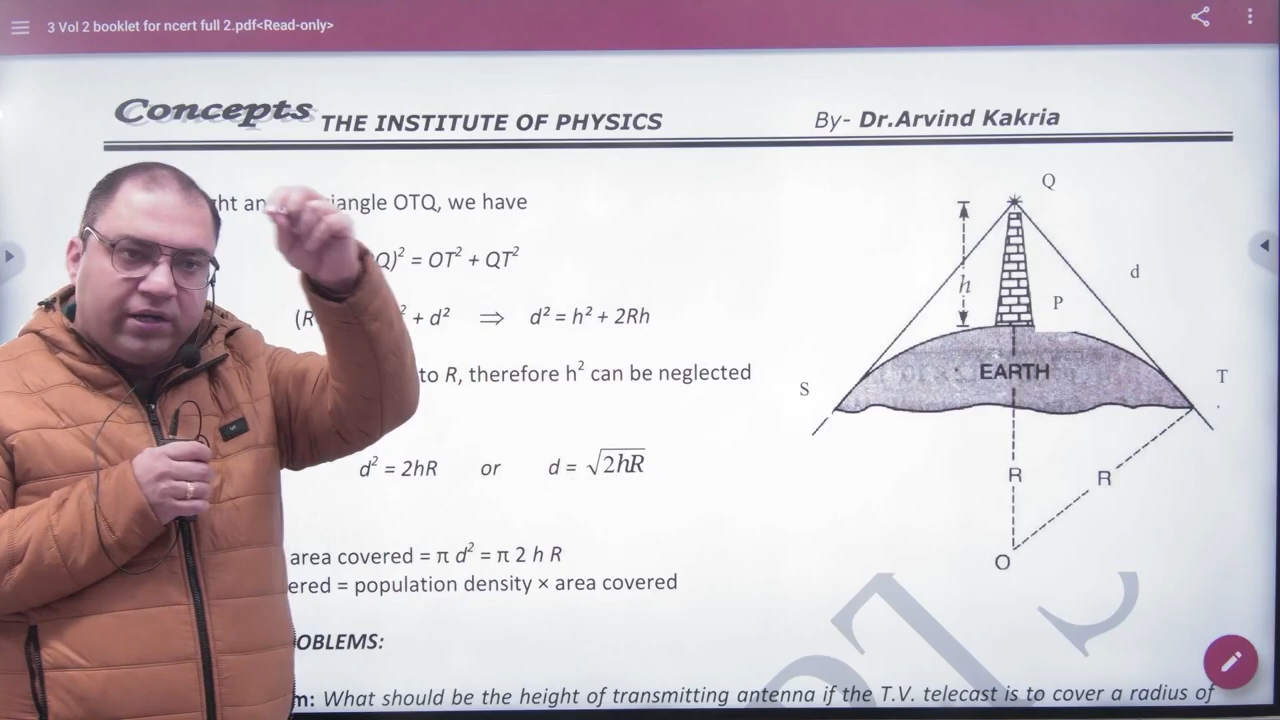 3 Vol 2 booklet for ncert full 2.pdf<Read-only>
Concepts THE INSTITUTE OF PHYSICS By- Dr.Arvind Kakria
iangle OTQ, we have
Q)² = OT² + QT²
(R ² + d² ⟹ d² = h² + 2Rh
to R, therefore h² can be neglected
d² = 2hR or d = √2hR
area covered = π d² = π 2 h R
ered = population density × area covered
OBLEMS:
m: What should be the height of transmitting antenna if the T.V. telecast is to cover a radius of
Q
h
d
P
EARTH
S
T
R
R
O